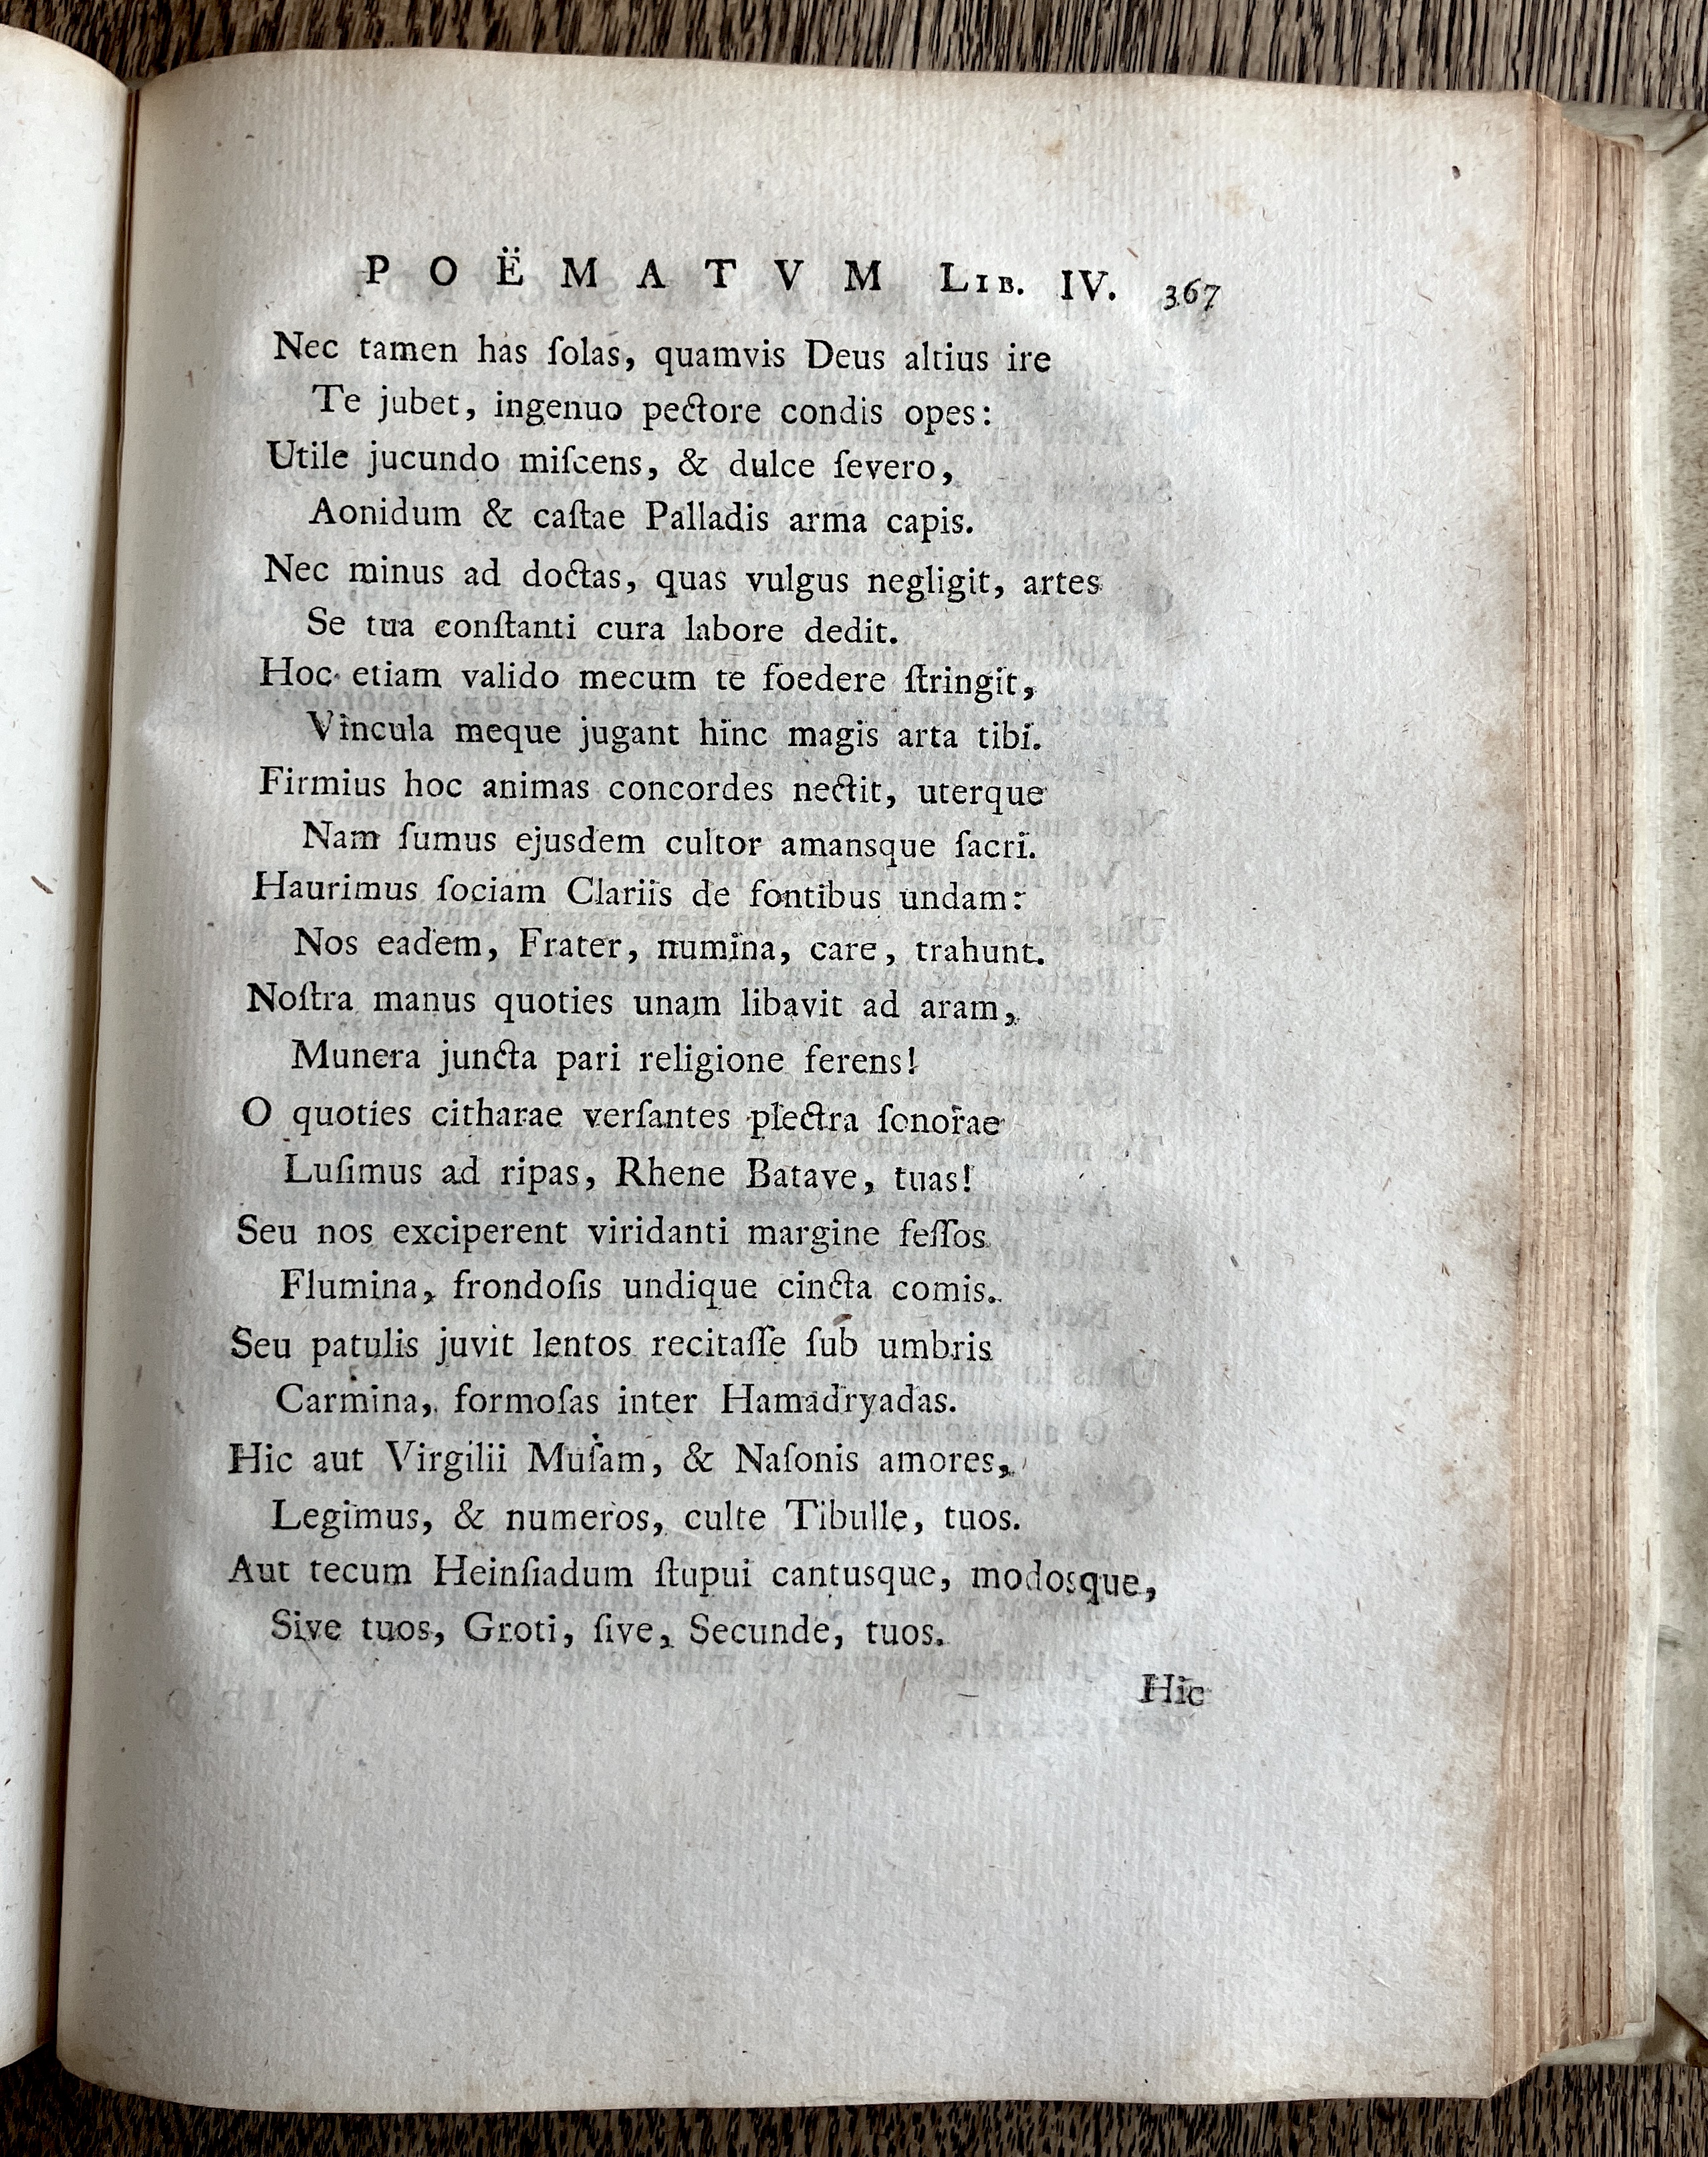 POËMATVM LIB. IV. 367
Nec tamen has ſolas, quamvis Deus altius ire
Te jubet, ingenuo pectore condis opes:
Utile jucundo miſcens, & dulce ſevero,
Aonidum & caſtae Palladis arma capis.
Nec minus ad doctas, quas vulgus negligit, artes
Se tua conſtanti cura labore dedit.
Hoc etiam valido mecum te foedere ſtringit,
Vincula meque jugant hinc magis arta tibi.
Firmius hoc animas concordes nectit, uterque
Nam ſumus ejusdem cultor amansque ſacri.
Haurimus ſociam Clariis de fontibus undam:
Nos eadem, Frater, numina, care, trahunt.
Noſtra manus quoties unam libavit ad aram,
Munera juncta pari religione ferens!
O quoties citharae verſantes plectra ſonorae
Luſimus ad ripas, Rhene Batave, tuas!
Seu nos exciperent viridanti margine feſſos
Flumina, frondoſis undique cincta comis.
Seu patulis juvit lentos recitaſſe ſub umbris
Carmina, formoſas inter Hamadryadas.
Hic aut Virgilii Muſam, & Naſonis amores,
Legimus, & numeros, culte Tibulle, tuos.
Aut tecum Heinſiadum ſtupui cantusque, modosque,
Sive tuos, Groti, ſive, Secunde, tuos.
Hic